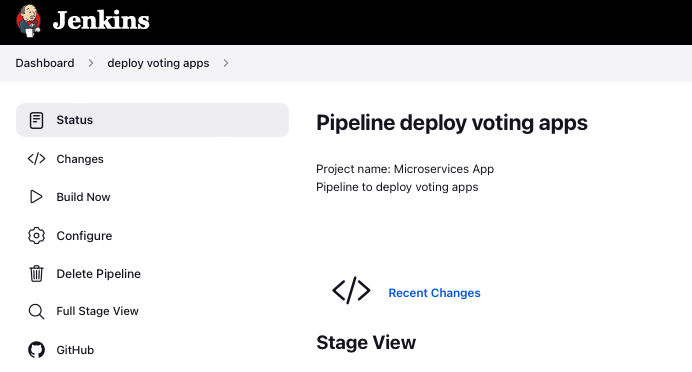 Jenkins
Dashboard > deploy voting apps >
Status
Changes
Build Now
Configure
Delete Pipeline
Full Stage View
GitHub
Pipeline deploy voting apps
Project name: Microservices App
Pipeline to deploy voting apps
Recent Changes
Stage View